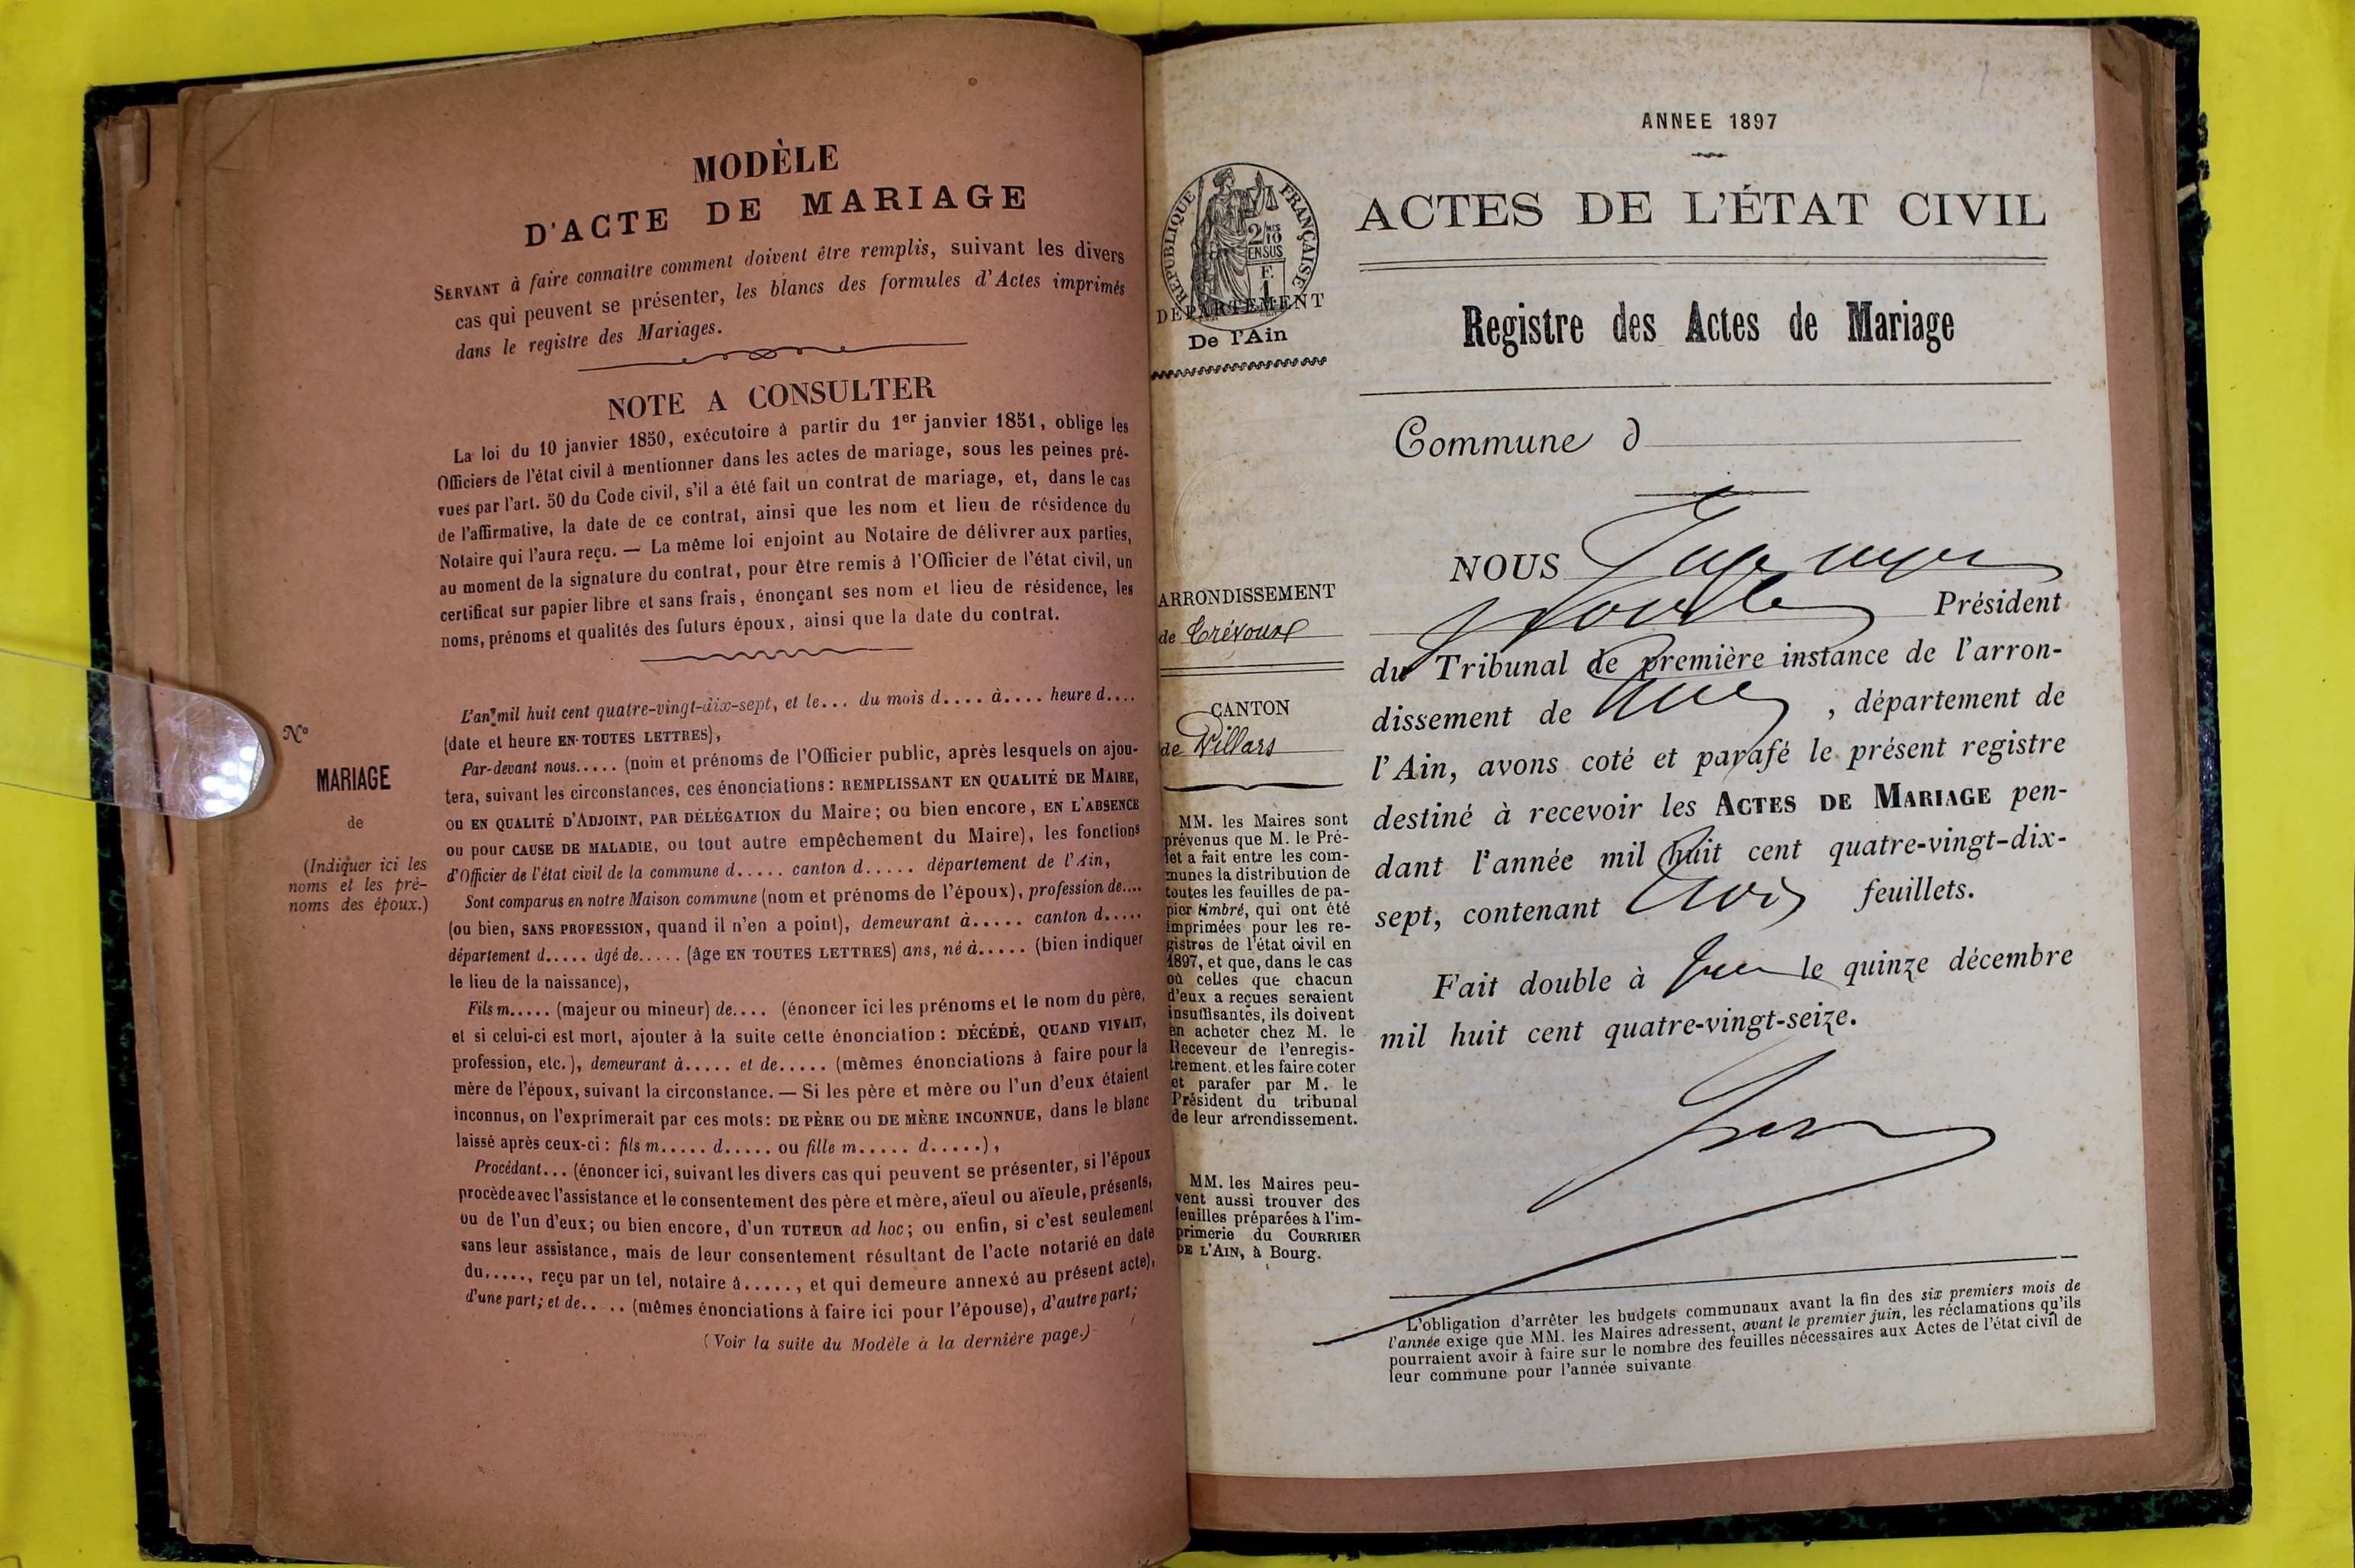 MODÈLE
D'ACTE DE MARIAGE
SERVANT à faire connaitre comment doivent être remplis, suivant les divers
cas qui peuvent se présenter, les blancs des formules d'Actes imprimés
dans le registre des Mariages.
NOTE A CONSULTER
La loi du 10 janvier 1850, exécutoire à partir du 1er janvier 1851, oblige les
Officiers de l'état civil à mentionner dans les actes de mariage, sous les peines pré-
vues par l'art. 50 du Code civil, s'il a été fait un contrat de mariage, et, dans le cas
de l'affirmative, la date de ce contrat, ainsi que les nom et lieu de résidence du
Notaire qui l'aura reçu. — La même loi enjoint au Notaire de délivrer aux parties,
au moment de la signature du contrat, pour être remis à l'Officier de l'état civil, un
certificat sur papier libre et sans frais, énonçant ses nom et lieu de résidence, les
noms, prénoms et qualités des futurs époux, ainsi que la date du contrat.
N°
MARIAGE
de
(Indiquer ici les
noms et les pré-
noms des époux.)
L'an mil huit cent quatre-vingt-dix-sept, et le... du mois d.... à.... heure d....
(date et heure EN TOUTES LETTRES),
Par-devant nous..... (nom et prénoms de l'Officier public, après lesquels on ajou-
tera, suivant les circonstances, ces énonciations: REMPLISSANT EN QUALITÉ DE MAIRE,
OU EN QUALITÉ D'ADJOINT, PAR DÉLÉGATION du Maire; ou bien encore, EN L'ABSENCE
ou pour CAUSE DE MALADIE, ou tout autre empêchement du Maire), les fonctions
d'Officier de l'état civil de la commune d..... canton d..... département de l'Ain,
Sont comparus en notre Maison commune (nom et prénoms de l'époux), profession de....
(ou bien, SANS PROFESSION, quand il n'en a point), demeurant à..... canton d.....
département d..... âgé de..... (âge EN TOUTES LETTRES) ans, né à..... (bien indiquer
le lieu de la naissance),
Fils m..... (majeur ou mineur) de.... (énoncer ici les prénoms et le nom du père,
et si celui-ci est mort, ajouter à la suite cette énonciation: DÉCÉDÉ, QUAND VIVAIT,
profession, etc.), demeurant à..... et de..... (mêmes énonciations à faire pour la
mère de l'époux, suivant la circonstance. — Si les père et mère ou l'un d'eux étaient
inconnus, on l'exprimerait par ces mots: DE PÈRE OU DE MÈRE INCONNUE, dans le blanc
laissé après ceux-ci: fils m..... d..... ou fille m..... d.....),
Procédant... (énoncer ici, suivant les divers cas qui peuvent se présenter, si l'époux
procède avec l'assistance et le consentement des père et mère, aïeul ou aïeule, présents,
ou de l'un d'eux; ou bien encore, d'un TUTEUR ad hoc; ou enfin, si c'est seulement
sans leur assistance, mais de leur consentement résultant de l'acte notarié en date
du....., reçu par un tel, notaire à....., et qui demeure annexé au présent acte),
d'une part; et de.. .. (mêmes énonciations à faire ici pour l'épouse), d'autre part;
(Voir la suite du Modèle à la dernière page.)
RÉPUBLIQUE FRANÇAISE
2/10 EN SUS
F.
1
DÉPARTEMENT
De l'Ain
ARRONDISSEMENT
de Trévoux
CANTON
de Villars
MM. les Maires sont
prévenus que M. le Pré-
fet a fait entre les com-
munes la distribution de
toutes les feuilles de pa-
pier timbré, qui ont été
imprimées pour les re-
gistres de l'état civil en
1897, et que, dans le cas
où celles que chacun
d'eux a reçues seraient
insuffisantes, ils doivent
en acheter chez M. le
Receveur de l'enregis-
trement, et les faire coter
et parafer par M. le
Président du tribunal
de leur arrondissement.
MM. les Maires peu-
vent aussi trouver des
feuilles préparées à l'im-
primerie du COURRIER
DE L'AIN, à Bourg.
ANNEE 1897
ACTES DE L'ÉTAT CIVIL
Registre des Actes de Mariage
Commune d
NOUS
Président
du Tribunal de première instance de l'arron-
dissement de , département de
l'Ain, avons coté et parafé le présent registre
destiné à recevoir les ACTES DE MARIAGE pen-
dant l'année mil huit cent quatre-vingt-dix-
sept, contenant trois feuillets.
Fait double à le quinze décembre
mil huit cent quatre-vingt-seize.
L'obligation d'arrêter les budgets communaux avant la fin des six premiers mois de
l'année exige que MM. les Maires adressent, avant le premier juin, les réclamations qu'ils
pourraient avoir à faire sur le nombre des feuilles nécessaires aux Actes de l'état civil de
leur commune pour l'année suivante